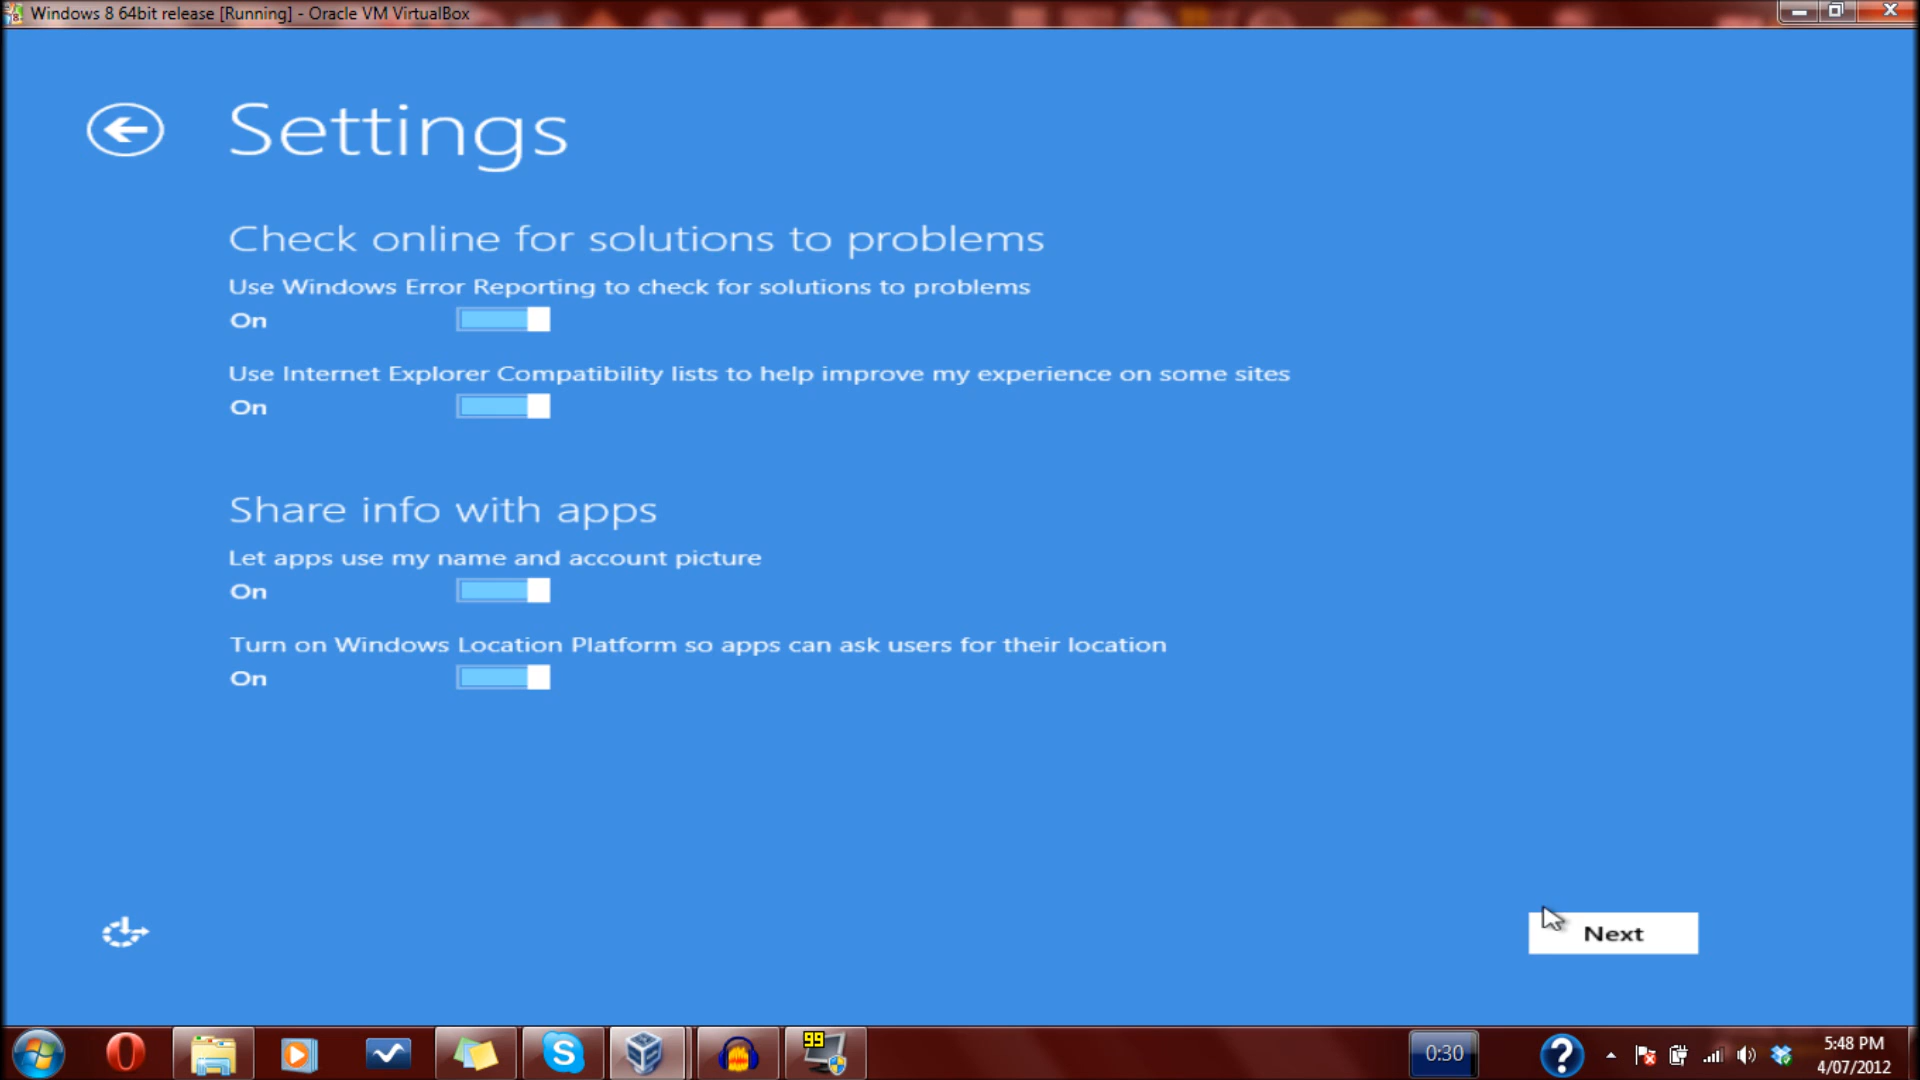 Windows 8 64bit release [Running] - Oracle VM VirtualBox
Settings
Check online for solutions to problems
Use Windows Error Reporting to check for solutions to problems
On
Use Internet Explorer Compatibility lists to help improve my experience on some sites
On
Share info with apps
Let apps use my name and account picture
On
Turn on Windows Location Platform so apps can ask users for their location
On
Next
99
0:30
5:48 PM
4/07/2012